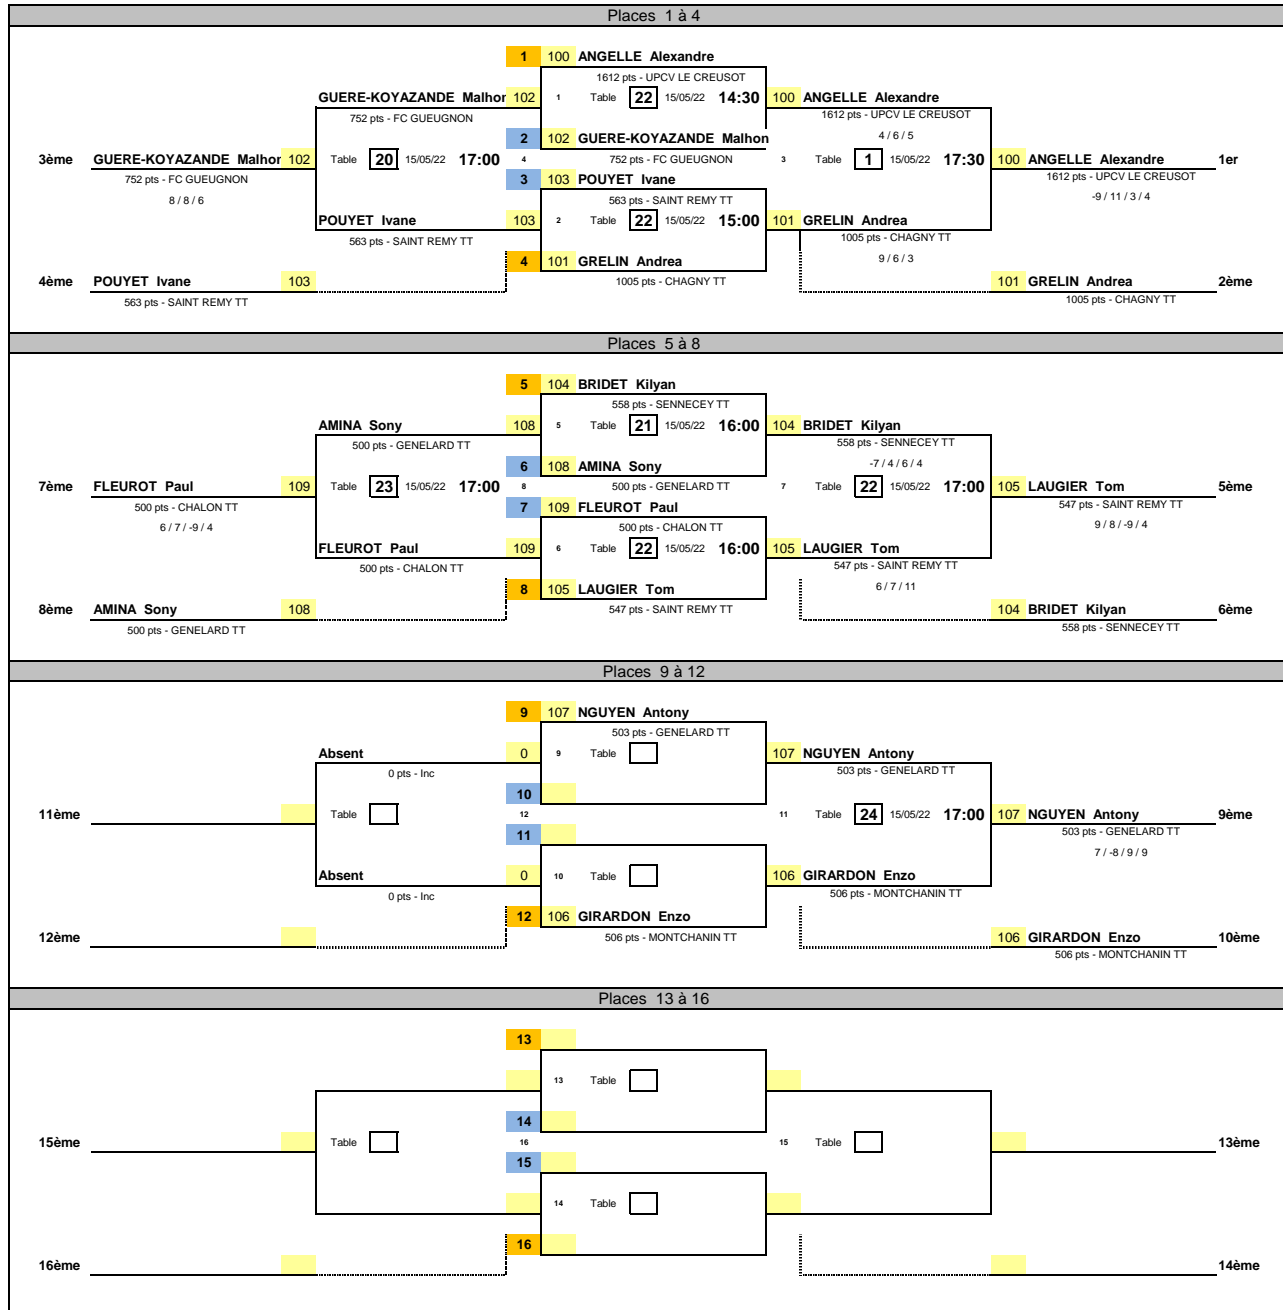 Places 1 à 4
1 100 ANGELLE Alexandre
1612 pts - UPCV LE CREUSOT
GUERE-KOYAZANDE Malhor 102 1 Table 22 15/05/22 14:30 100 ANGELLE Alexandre
752 pts - FC GUEUGNON 1612 pts - UPCV LE CREUSOT
2 102 GUERE-KOYAZANDE Malhon 4 / 6 / 5
3ème GUERE-KOYAZANDE Malhor 102 Table 20 15/05/22 17:00 4 752 pts - FC GUEUGNON 3 Table 1 15/05/22 17:30 100 ANGELLE Alexandre 1er
752 pts - FC GUEUGNON 3 103 POUYET Ivane 1612 pts - UPCV LE CREUSOT
8 / 8 / 6 563 pts - SAINT REMY TT -9 / 11 / 3 / 4
POUYET Ivane 103 2 Table 22 15/05/22 15:00 101 GRELIN Andrea
563 pts - SAINT REMY TT 1005 pts - CHAGNY TT
4 101 GRELIN Andrea 9 / 6 / 3
4ème POUYET Ivane 103 1005 pts - CHAGNY TT 101 GRELIN Andrea 2ème
563 pts - SAINT REMY TT 1005 pts - CHAGNY TT
Places 5 à 8
5 104 BRIDET Kilyan
558 pts - SENNECEY TT
AMINA Sony 108 5 Table 21 15/05/22 16:00 104 BRIDET Kilyan
500 pts - GENELARD TT 558 pts - SENNECEY TT
6 108 AMINA Sony -7 / 4 / 6 / 4
7ème FLEUROT Paul 109 Table 23 15/05/22 17:00 8 500 pts - GENELARD TT 7 Table 22 15/05/22 17:00 105 LAUGIER Tom 5ème
500 pts - CHALON TT 7 109 FLEUROT Paul 547 pts - SAINT REMY TT
6 / 7 / -9 / 4 500 pts - CHALON TT 9 / 8 / -9 / 4
FLEUROT Paul 109 6 Table 22 15/05/22 16:00 105 LAUGIER Tom
500 pts - CHALON TT 547 pts - SAINT REMY TT
8 105 LAUGIER Tom 6 / 7 / 11
8ème AMINA Sony 108 547 pts - SAINT REMY TT 104 BRIDET Kilyan 6ème
500 pts - GENELARD TT 558 pts - SENNECEY TT
Places 9 à 12
9 107 NGUYEN Antony
503 pts - GENELARD TT
Absent 0 9 Table 107 NGUYEN Antony
0 pts - Inc 503 pts - GENELARD TT
10
11ème Table 12 11 Table 24 15/05/22 17:00 107 NGUYEN Antony 9ème
11 503 pts - GENELARD TT
7 / -8 / 9 / 9
Absent 0 10 Table 106 GIRARDON Enzo
0 pts - Inc 506 pts - MONTCHANIN TT
12 106 GIRARDON Enzo
12ème 506 pts - MONTCHANIN TT 106 GIRARDON Enzo 10ème
506 pts - MONTCHANIN TT
Places 13 à 16
13
13 Table
14
15ème Table 16 15 Table 13ème
15
14 Table
16
16ème 14ème